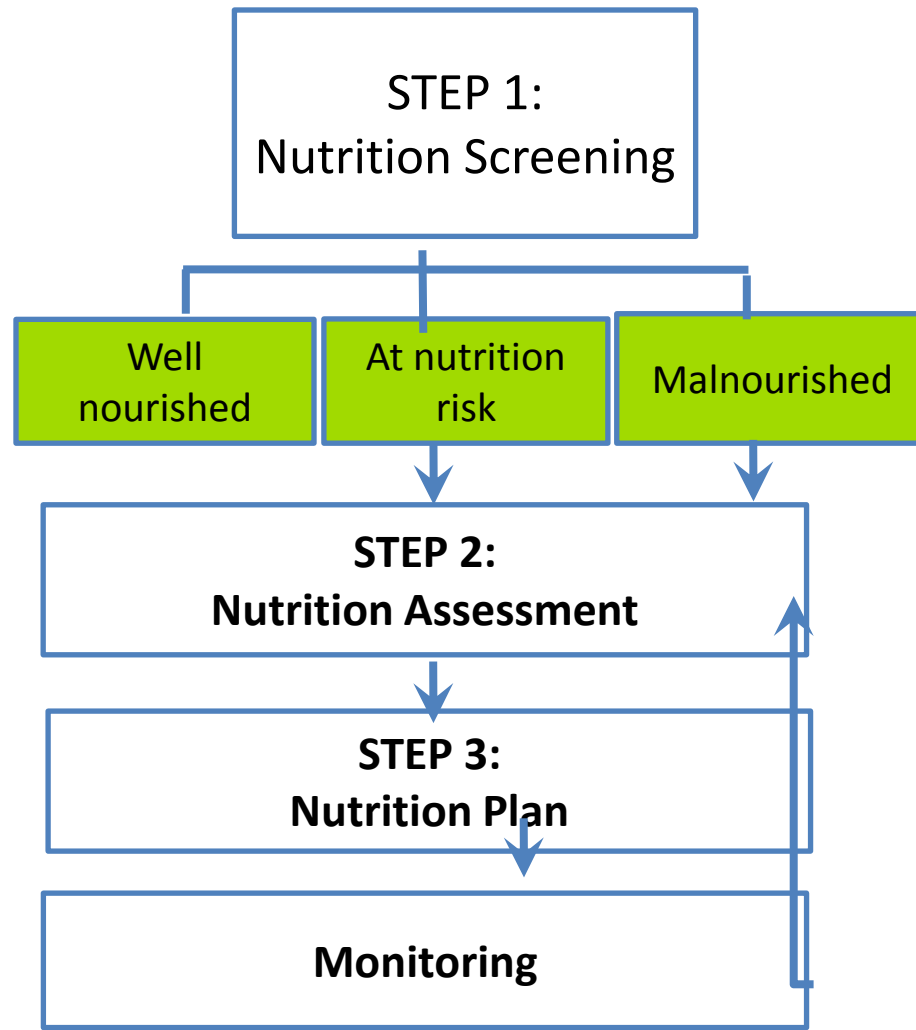 STEP 1:
Nutrition Screening
Well
nourished
At nutrition
risk
Malnourished
STEP 2:
Nutrition Assessment
STEP 3:
Nutrition Plan
Monitoring